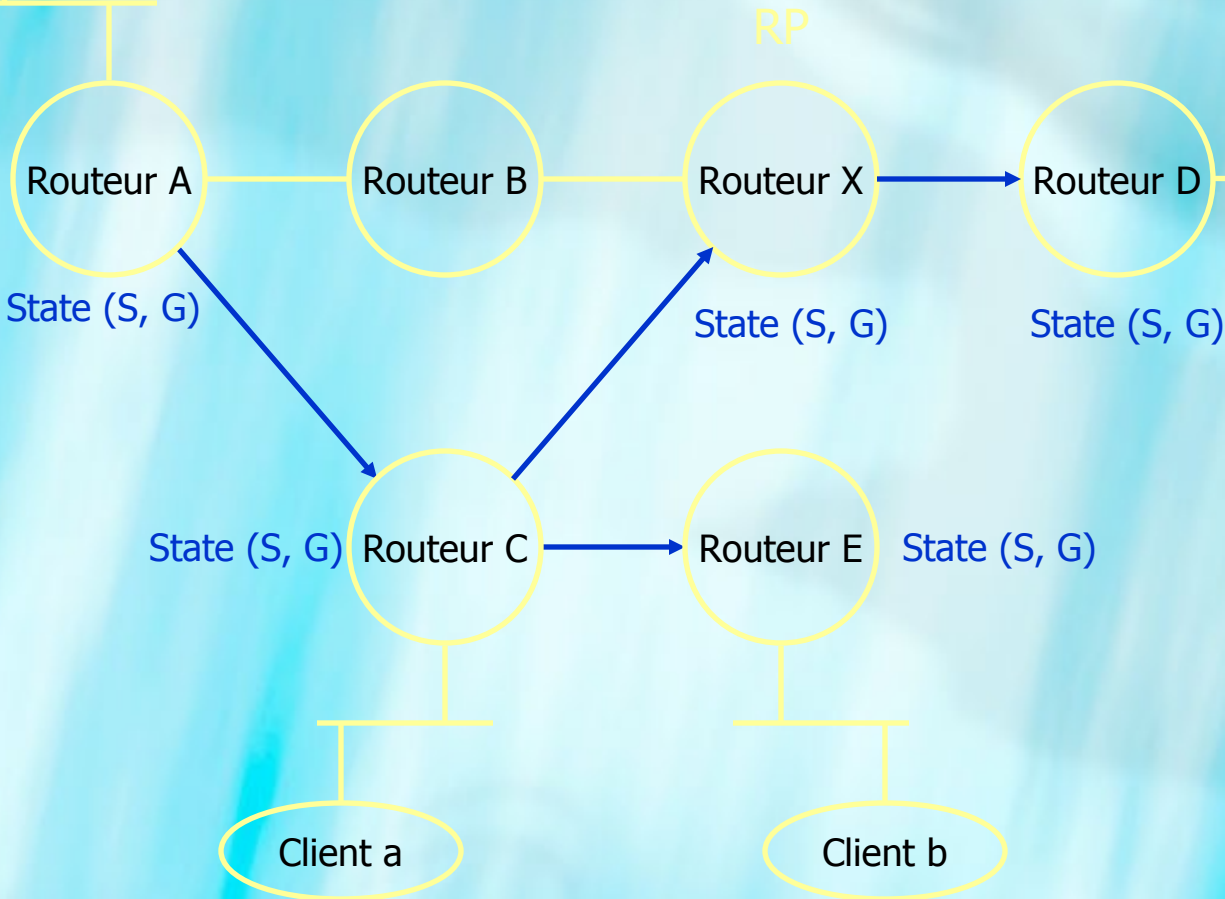 RP
Routeur A
Routeur B
Routeur X
Routeur D
State (S, G)
State (S, G)
State (S, G)
State (S, G)
Routeur C
Routeur E
State (S, G)
Client a
Client b